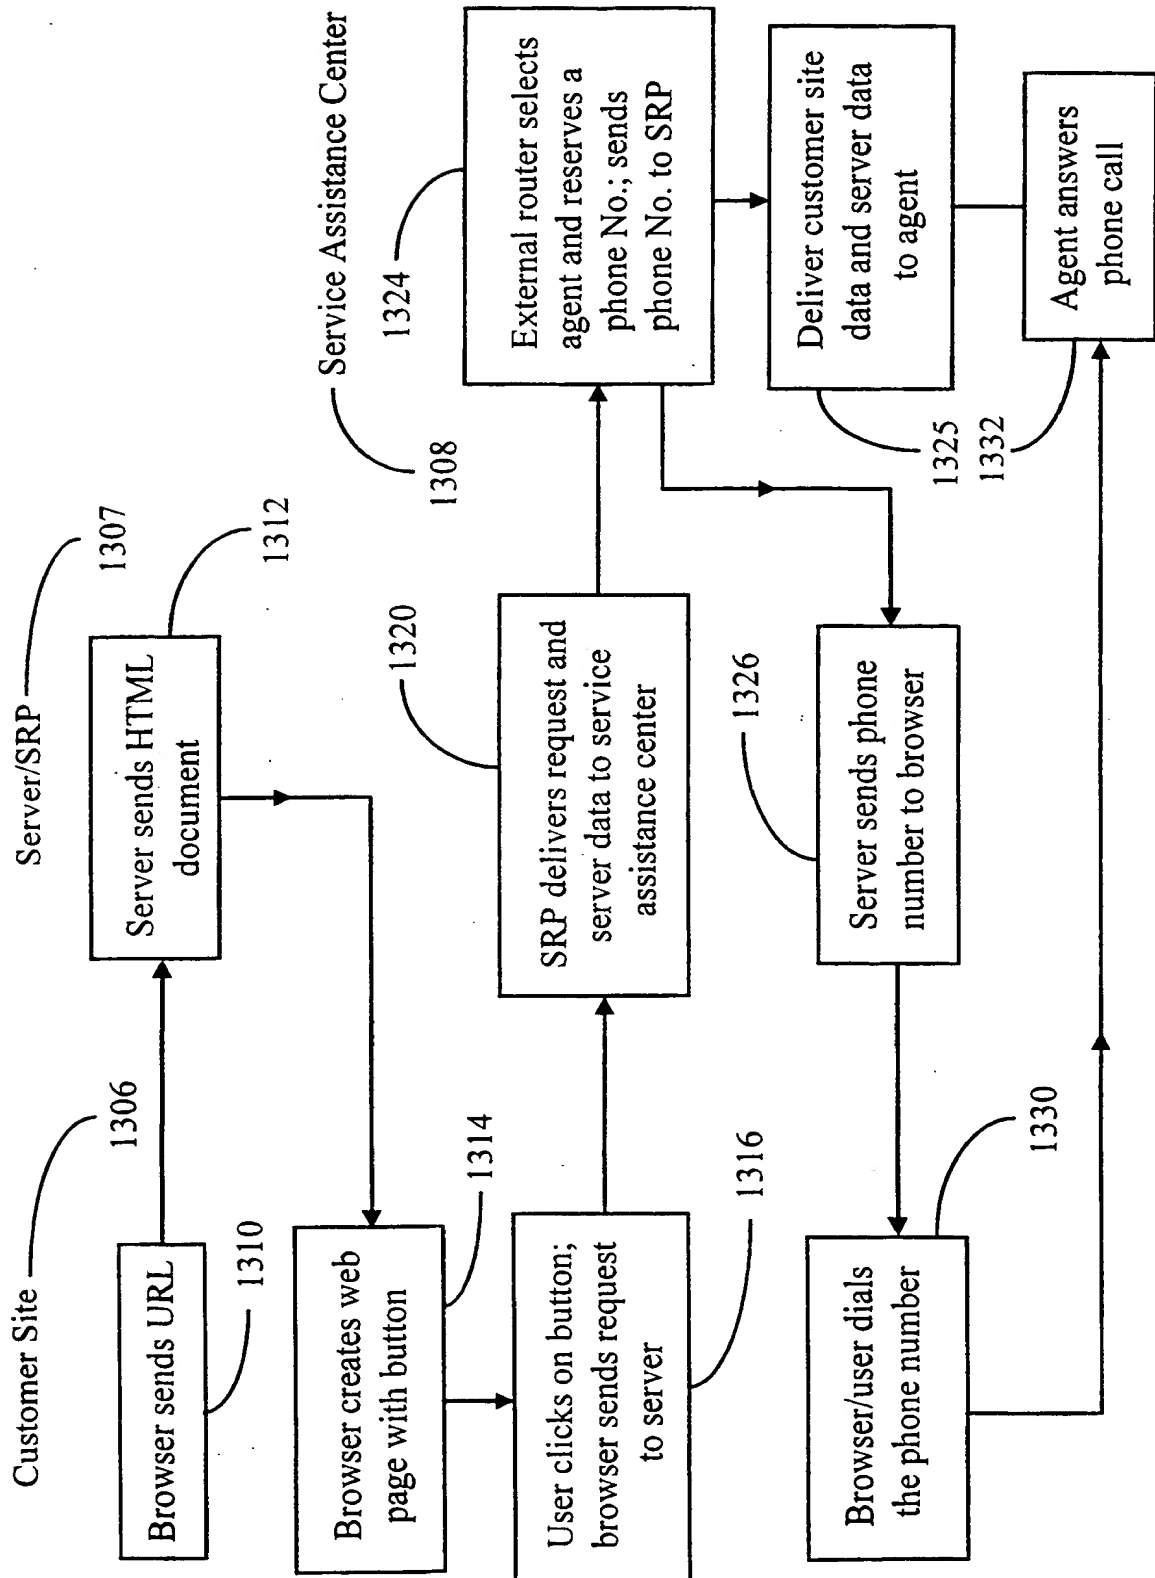 Customer Site
1306
Server/SRP
1307
Service Assistance Center
1308
Browser sends URL
1310
Server sends HTML
document
1312
Browser creates web
page with button
1314
User clicks on button;
browser sends request
to server
1316
SRP delivers request and
server data to service
assistance center
1320
External router selects
agent and reserves a
phone No.; sends
phone No. to SRP
1324
Deliver customer site
data and server data
to agent
1325
Server sends phone
number to browser
1326
Browser/user dials
the phone number
1330
Agent answers
phone call
1332